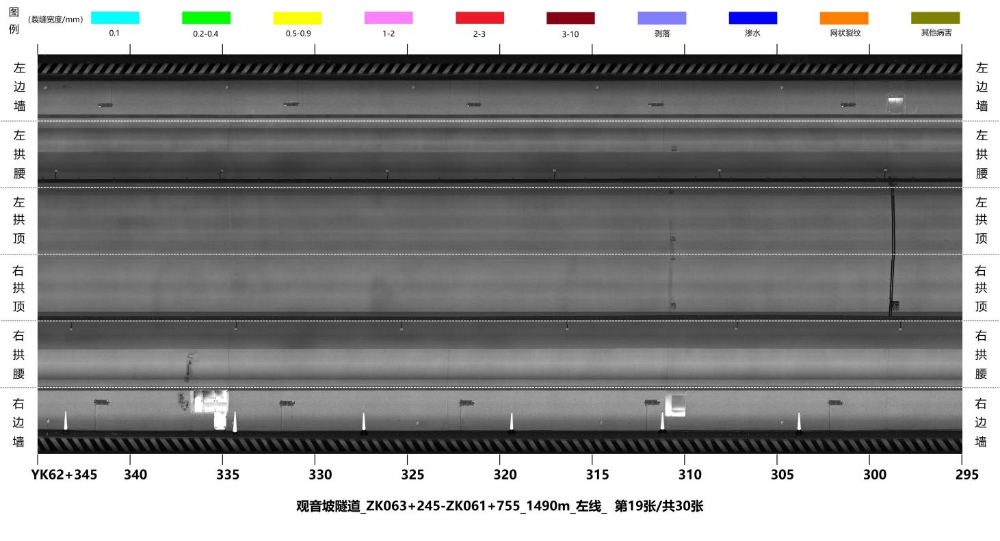 图例 (裂缝宽度/mm)
0.1 0.2-0.4 0.5-0.9 1-2 2-3 3-10 剥落 渗水 网状裂纹 其他病害
左边墙 左边墙
左拱腰 左拱腰
左拱顶 左拱顶
右拱顶 右拱顶
右拱腰 右拱腰
右边墙 右边墙
YK62+345 340 335 330 325 320 315 310 305 300 295
观音坡隧道_ZK063+245-ZK061+755_1490m_左线_ 第19张/共30张